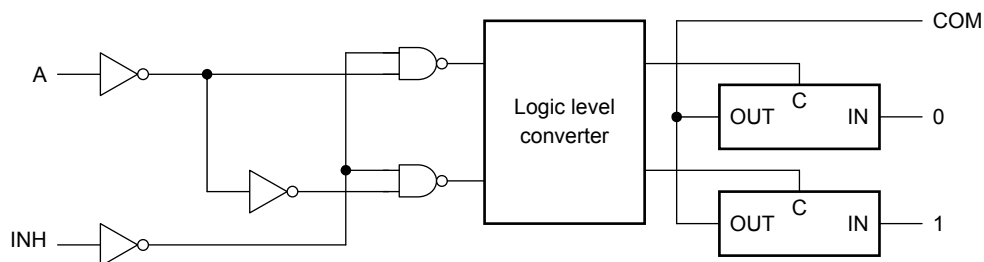 COM
A
C
OUT
IN
0
Logic level
converter
C
OUT
IN
1
INH